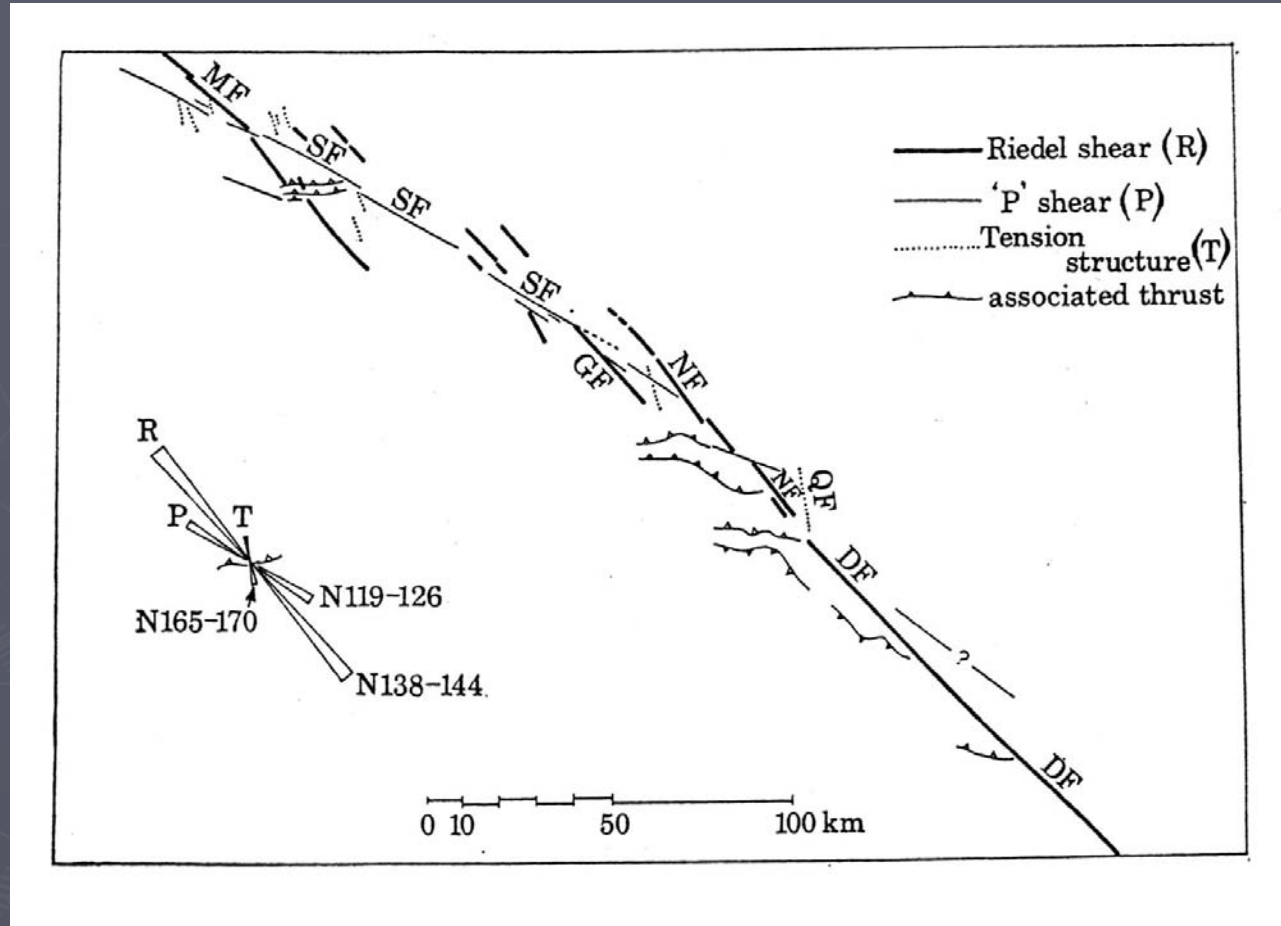 MF
SF
SF
SF
GF
NF
NF
QF
DF
?
DF
Riedel shear (R)
'P' shear (P)
Tension
structure (T)
associated thrust
R
P
T
N119-126
N165-170
N138-144
0 10 50 100 km